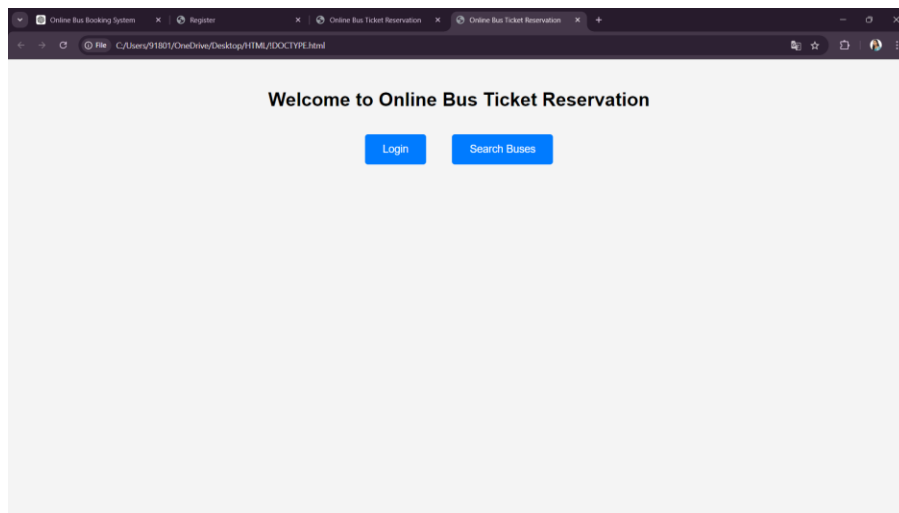 Online Bus Booking System
Register
Online Bus Ticket Reservation
Online Bus Ticket Reservation
File C:/Users/91801/OneDrive/Desktop/HTML/!DOCTYPE.html
Welcome to Online Bus Ticket Reservation
Login
Search Buses